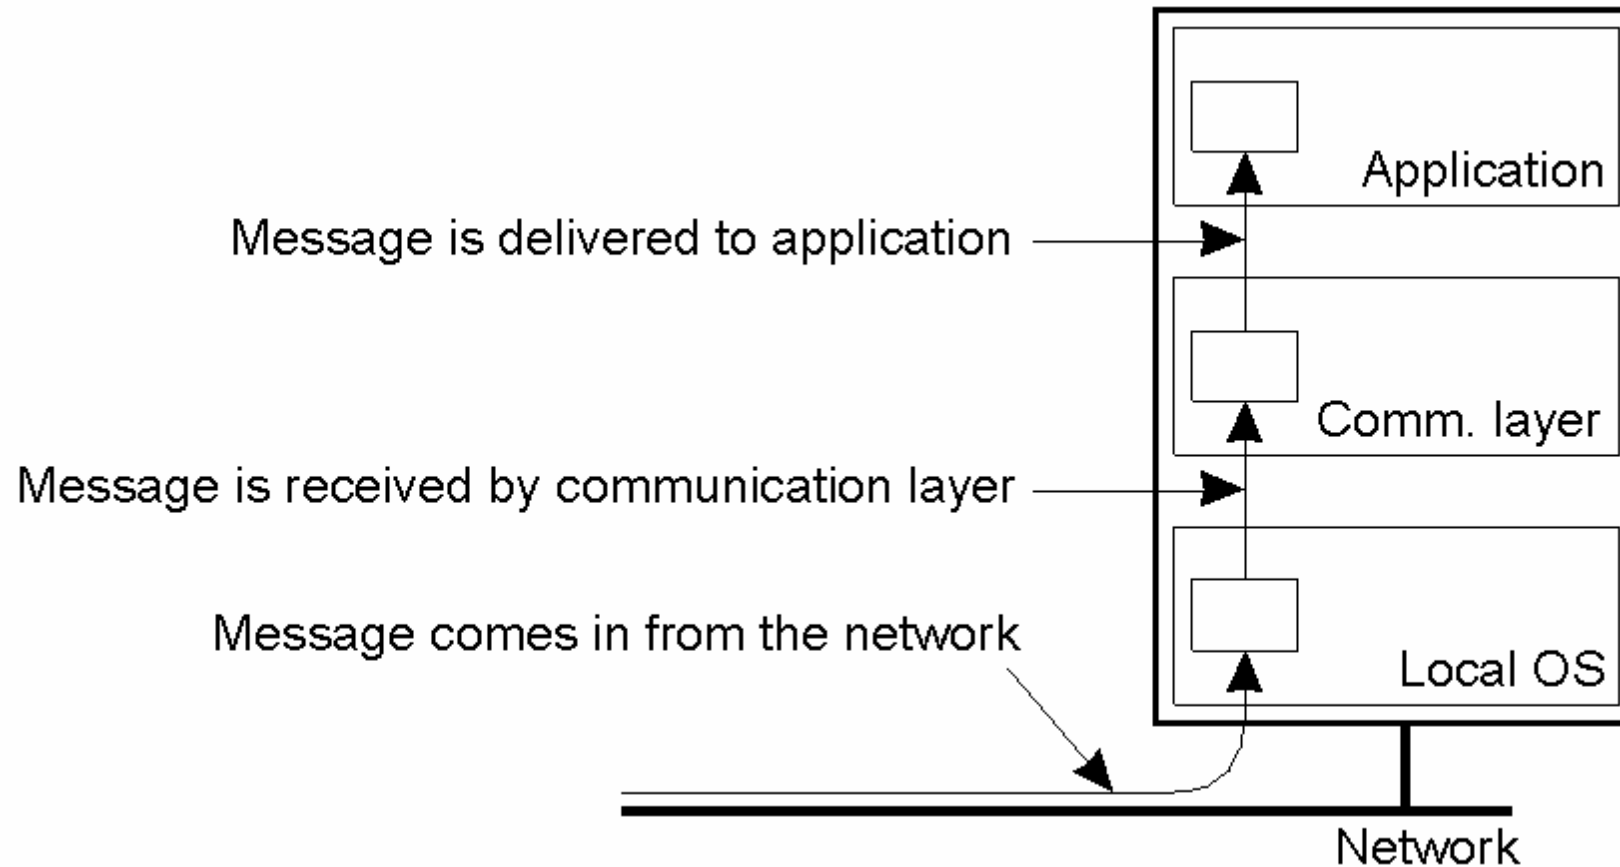 Application
Message is delivered to application
Comm. layer
Message is received by communication layer
Message comes in from the network
Local OS
Network